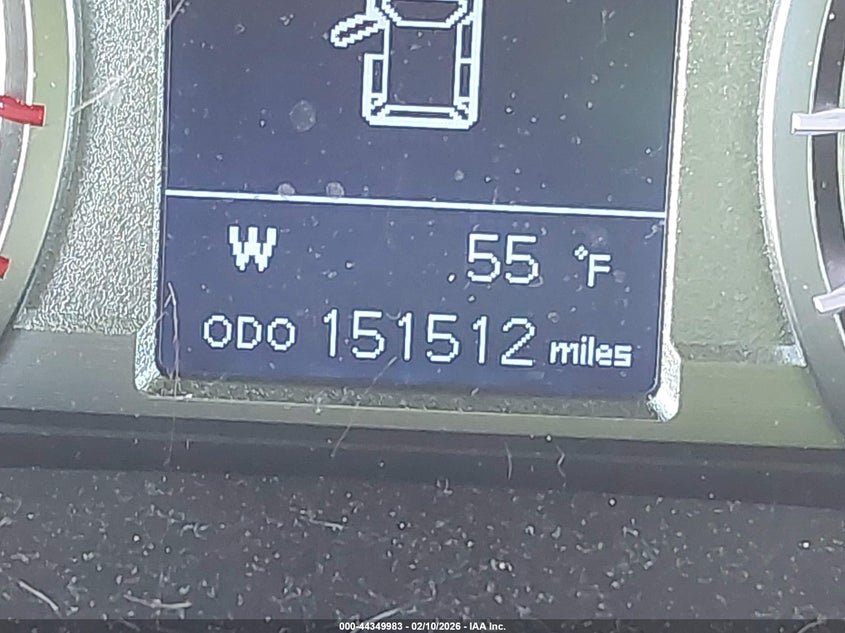 W 55 °F
ODO 151512 miles
000-44349983 - 02/10/2026 - IAA Inc.